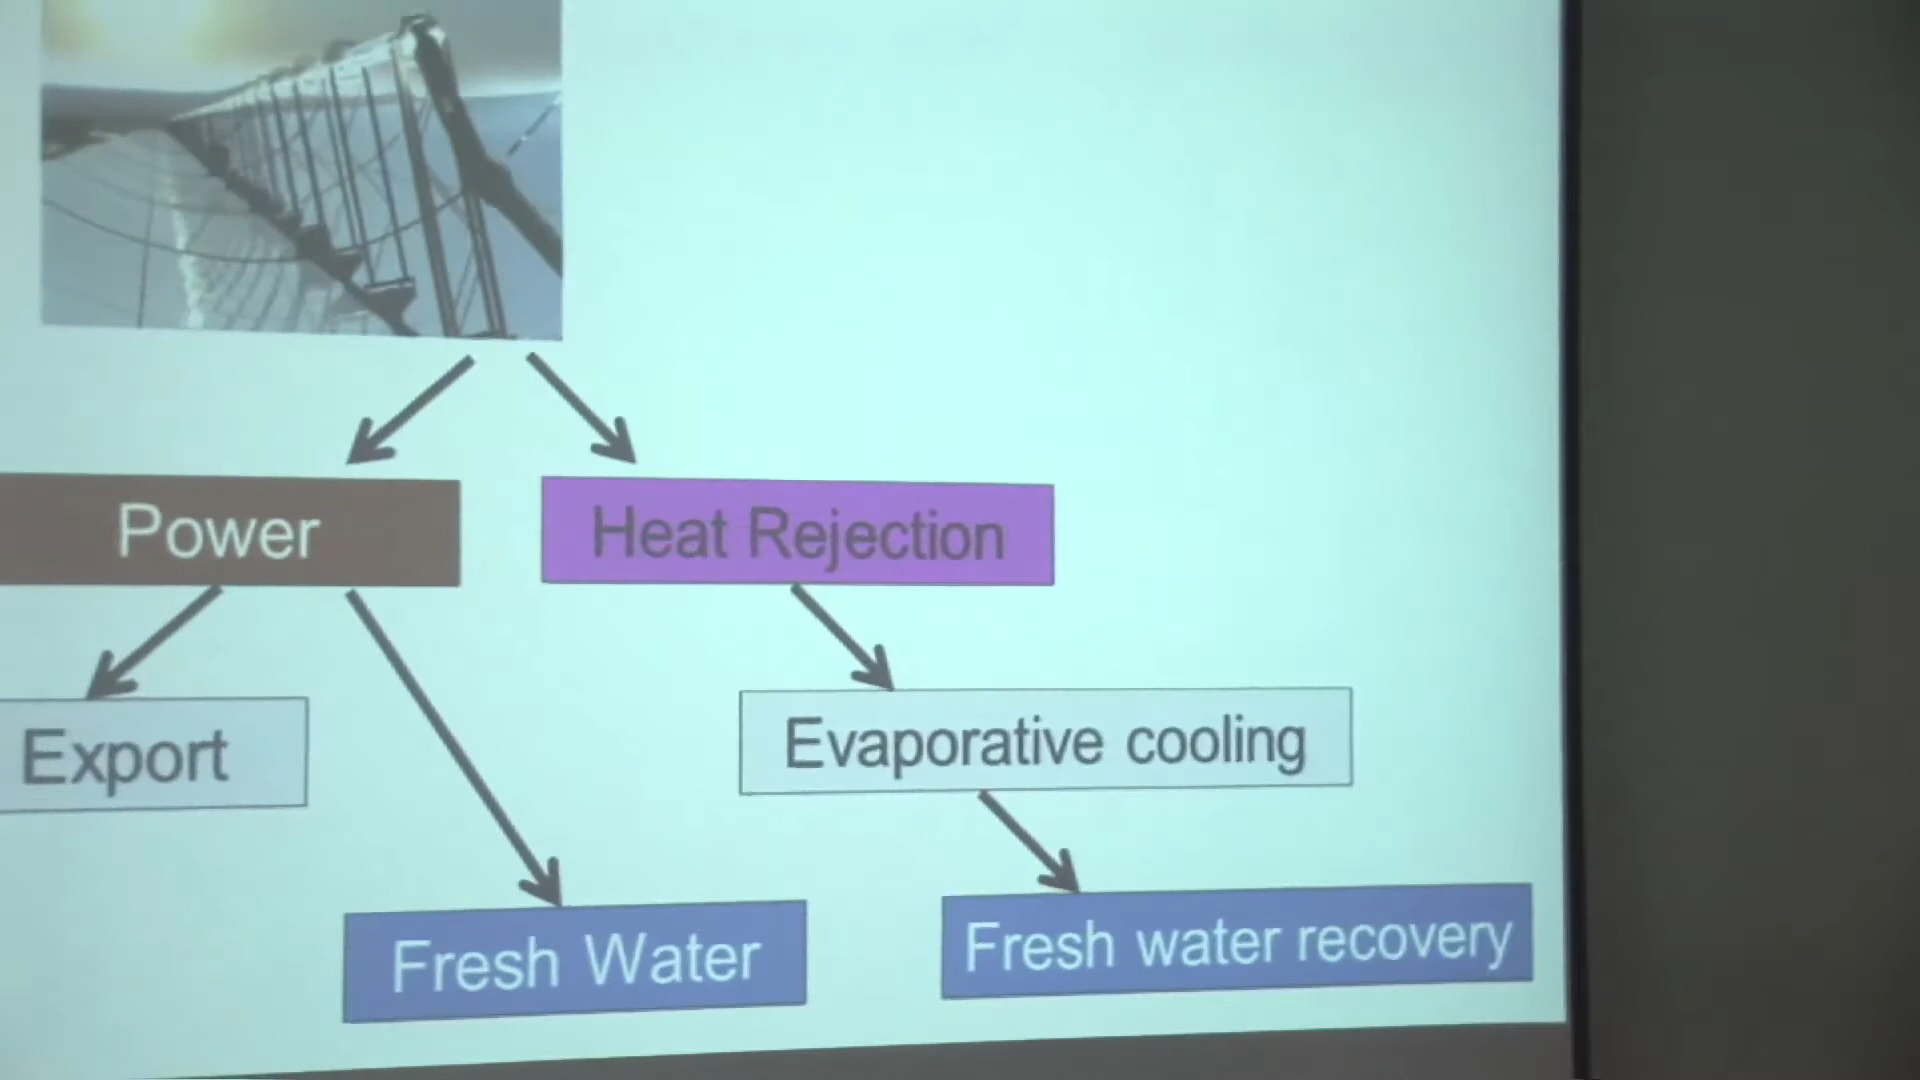 Power
Heat Rejection
Export
Evaporative cooling
Fresh Water
Fresh water recovery